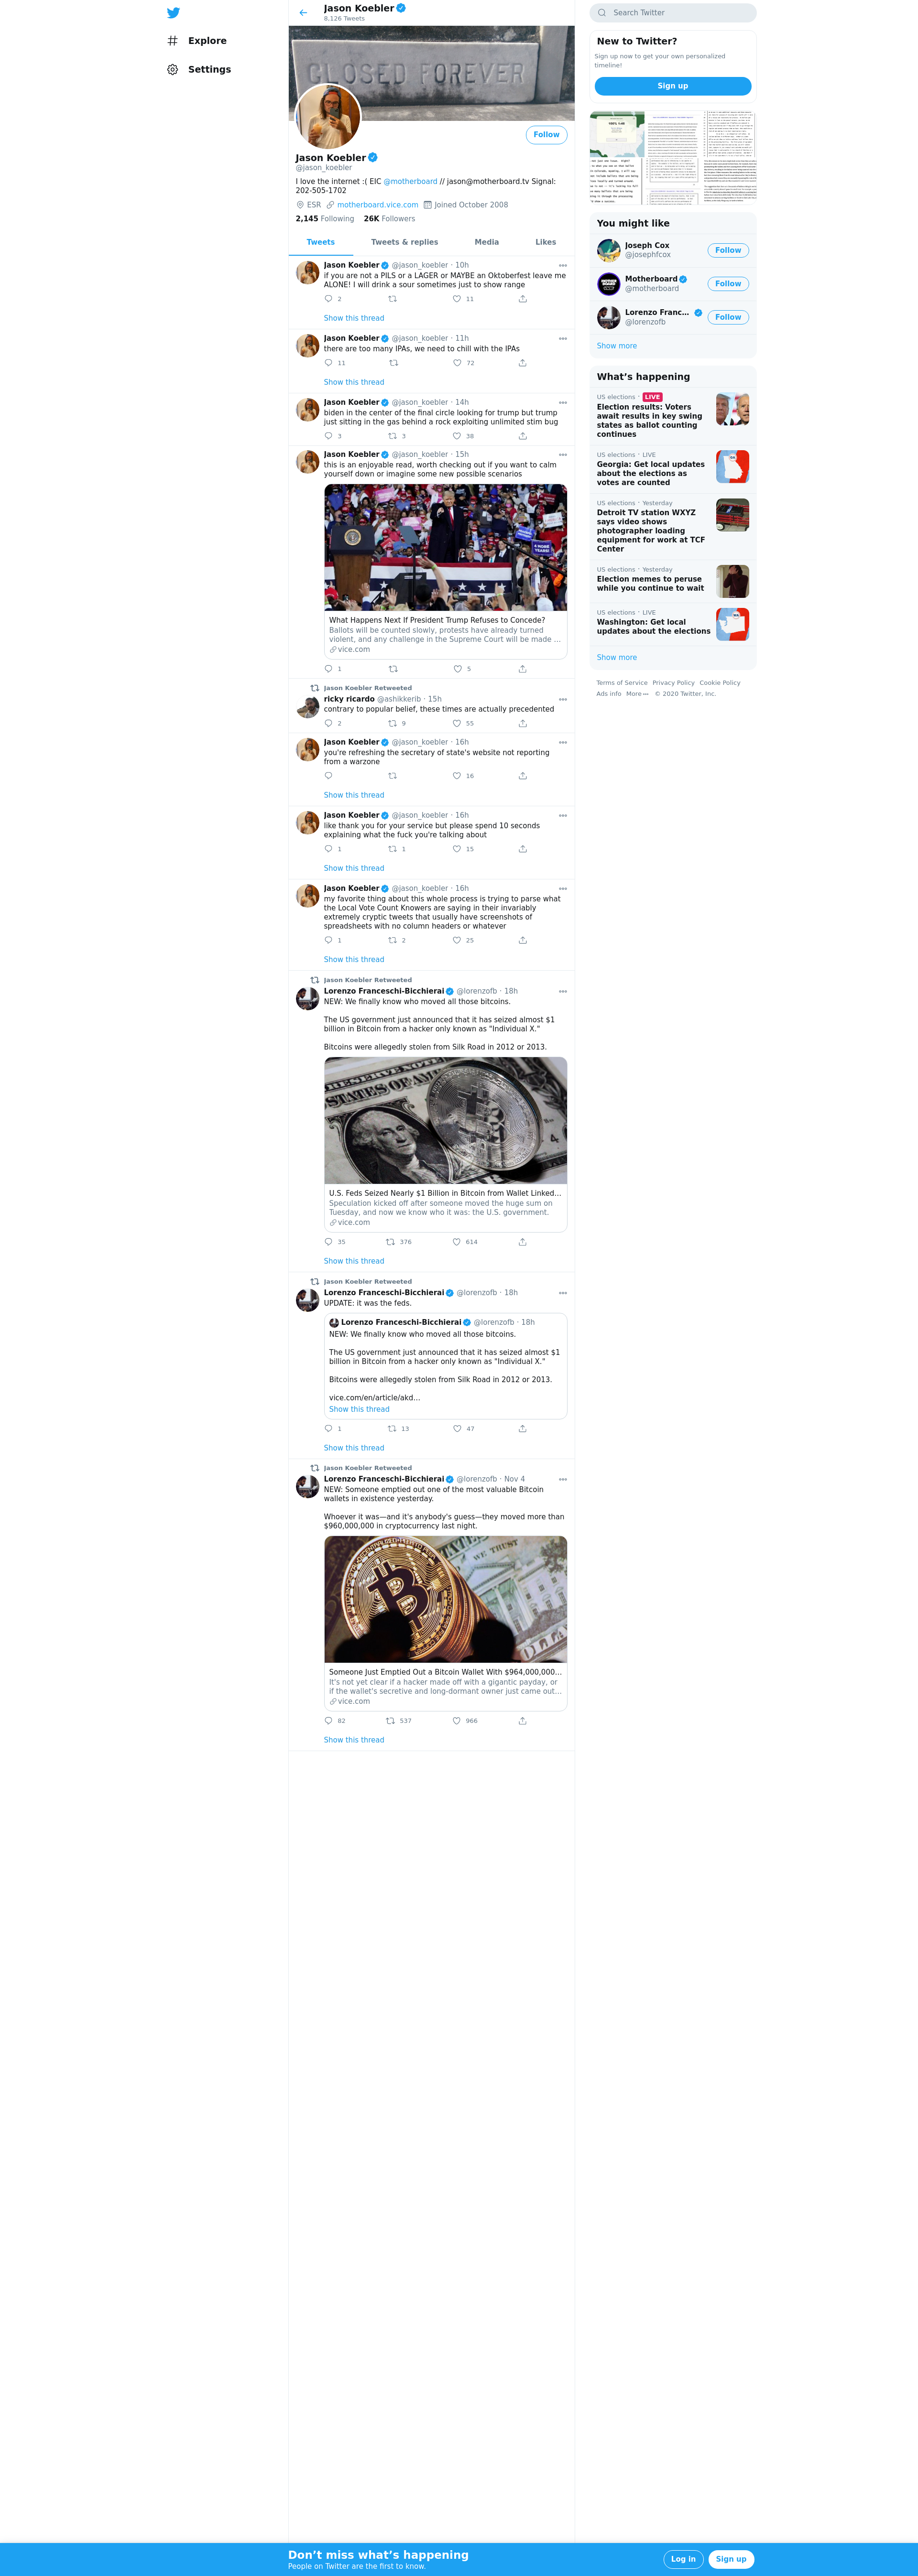 Explore
Settings
Jason Koebler
8,126 Tweets
CLOSED FOREVER
Follow
Jason Koebler
@jason_koebler
I love the internet :( EIC @motherboard // jason@motherboard.tv Signal:
202-505-1702
ESR motherboard.vice.com Joined October 2008
2,145 Following 26K Followers
Tweets Tweets & replies Media Likes
Jason Koebler @jason_koebler · 10h
if you are not a PILS or a LAGER or MAYBE an Oktoberfest leave me
ALONE! I will drink a sour sometimes just to show range
2 11
Show this thread
Jason Koebler @jason_koebler · 11h
there are too many IPAs, we need to chill with the IPAs
11 72
Show this thread
Jason Koebler @jason_koebler · 14h
biden in the center of the final circle looking for trump but trump
just sitting in the gas behind a rock exploiting unlimited stim bug
3 3 38
Jason Koebler @jason_koebler · 15h
this is an enjoyable read, worth checking out if you want to calm
yourself down or imagine some new possible scenarios
What Happens Next If President Trump Refuses to Concede?
Ballots will be counted slowly, protests have already turned
violent, and any challenge in the Supreme Court will be made ...
vice.com
1 5
Jason Koebler Retweeted
ricky ricardo @ashikkerib · 15h
contrary to popular belief, these times are actually precedented
2 9 55
Jason Koebler @jason_koebler · 16h
you're refreshing the secretary of state's website not reporting
from a warzone
16
Show this thread
Jason Koebler @jason_koebler · 16h
like thank you for your service but please spend 10 seconds
explaining what the fuck you're talking about
1 1 15
Show this thread
Jason Koebler @jason_koebler · 16h
my favorite thing about this whole process is trying to parse what
the Local Vote Count Knowers are saying in their invariably
extremely cryptic tweets that usually have screenshots of
spreadsheets with no column headers or whatever
1 2 25
Show this thread
Jason Koebler Retweeted
Lorenzo Franceschi-Bicchierai @lorenzofb · 18h
NEW: We finally know who moved all those bitcoins.
The US government just announced that it has seized almost $1
billion in Bitcoin from a hacker only known as "Individual X."
Bitcoins were allegedly stolen from Silk Road in 2012 or 2013.
U.S. Feds Seized Nearly $1 Billion in Bitcoin from Wallet Linked...
Speculation kicked off after someone moved the huge sum on
Tuesday, and now we know who it was: the U.S. government.
vice.com
35 376 614
Show this thread
Jason Koebler Retweeted
Lorenzo Franceschi-Bicchierai @lorenzofb · 18h
UPDATE: it was the feds.
Lorenzo Franceschi-Bicchierai @lorenzofb · 18h
NEW: We finally know who moved all those bitcoins.
The US government just announced that it has seized almost $1
billion in Bitcoin from a hacker only known as "Individual X."
Bitcoins were allegedly stolen from Silk Road in 2012 or 2013.
vice.com/en/article/akd...
Show this thread
1 13 47
Show this thread
Jason Koebler Retweeted
Lorenzo Franceschi-Bicchierai @lorenzofb · Nov 4
NEW: Someone emptied out one of the most valuable Bitcoin
wallets in existence yesterday.
Whoever it was—and it's anybody's guess—they moved more than
$960,000,000 in cryptocurrency last night.
Someone Just Emptied Out a Bitcoin Wallet With $964,000,000...
It's not yet clear if a hacker made off with a gigantic payday, or
if the wallet's secretive and long-dormant owner just came out...
vice.com
82 537 966
Show this thread
Search Twitter
New to Twitter?
Sign up now to get your own personalized
timeline!
Sign up
You might like
Joseph Cox
@josephfcox
Follow
Motherboard
@motherboard
Follow
Lorenzo Franc...
@lorenzofb
Follow
Show more
What's happening
US elections · LIVE
Election results: Voters
await results in key swing
states as ballot counting
continues
US elections · LIVE
Georgia: Get local updates
about the elections as
votes are counted
US elections · Yesterday
Detroit TV station WXYZ
says video shows
photographer loading
equipment for work at TCF
Center
US elections · Yesterday
Election memes to peruse
while you continue to wait
US elections · LIVE
Washington: Get local
updates about the elections
Show more
Terms of Service Privacy Policy Cookie Policy
Ads info More ••• © 2020 Twitter, Inc.
Don't miss what's happening
People on Twitter are the first to know.
Log in Sign up